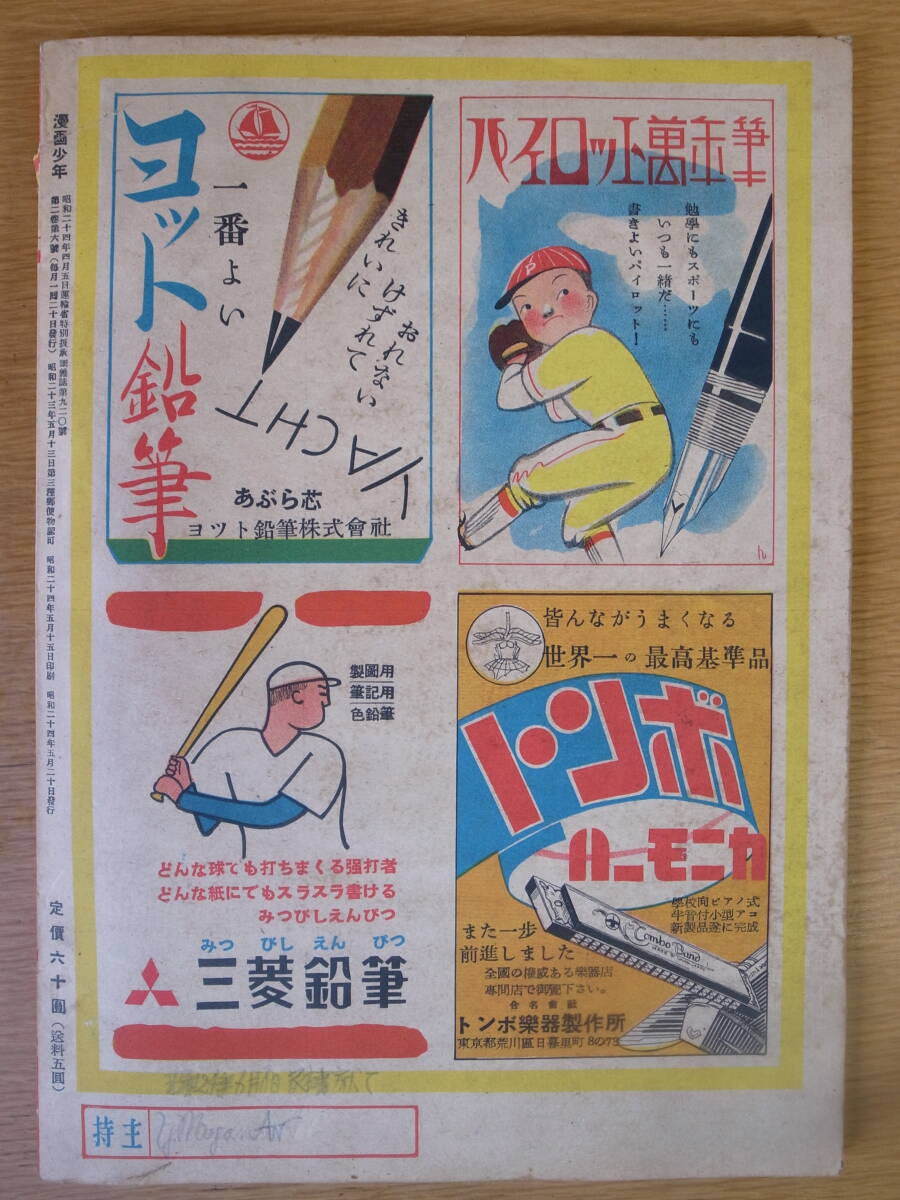 漫画少年
昭和二十四年四月五日運輸省特別扱承認雑誌第九二〇號
第二卷第六號(每月一回二十日發行) 昭和二十三年五月十三日第三種郵便物認可 昭和二十四年五月十五日印刷 昭和二十四年五月二十日發行
定價六十圓(送料五圓)
パイロット萬年筆
勉學にもスポーツにも
いつも一緒だ……
書きよいパイロット!
P
一番よい
ヨット鉛筆
きれいに
けずれて
おれない
YACHT
あぶら芯
ヨット鉛筆株式會社
皆んながうまくなる
世界一の最高基準品
トンボ
ハーモニカ
學校向ピアノ式
半音付小型アコ
新製品遂に完成
Combo Band
また一歩
前進しました
全國の権威ある樂器店
専門店で御覧下さい。
合名會社
トンボ樂器製作所
東京都荒川區日暮里町8の73
製圖用
筆記用
色鉛筆
どんな球でも打ちまくる强打者
どんな紙にでもスラスラ書ける
みつびしえんぴつ
みつ びし えん ぴつ
三菱鉛筆
持主